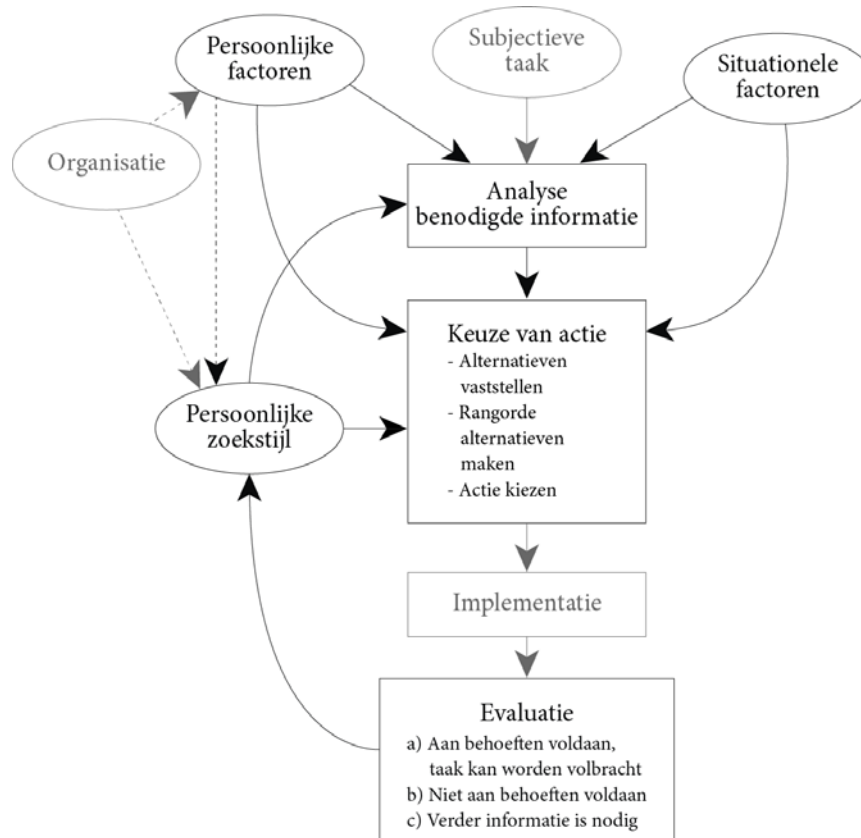 Persoonlijke
factoren
Subjectieve
taak
Situationele
factoren
Organisatie
Analyse
benodigde informatie
Keuze van actie
- Alternatieven
vaststellen
- Rangorde
alternatieven
maken
- Actie kiezen
Persoonlijke
zoekstijl
Implementatie
Evaluatie
a) Aan behoeften voldaan,
taak kan worden volbracht
b) Niet aan behoeften voldaan
c) Verder informatie is nodig